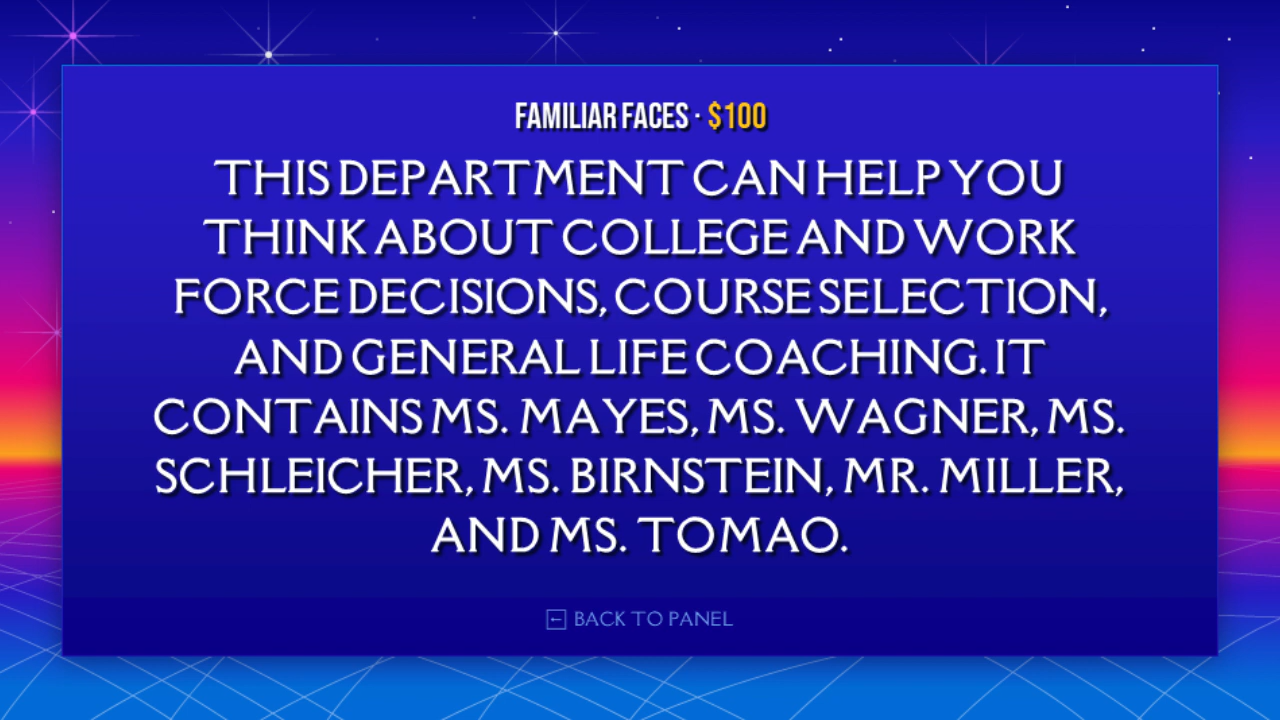 FAMILIAR FACES · $100
THIS DEPARTMENT CAN HELP YOU
THINK ABOUT COLLEGE AND WORK
FORCE DECISIONS, COURSE SELECTION,
AND GENERAL LIFE COACHING. IT
CONTAINS MS. MAYES, MS. WAGNER, MS.
SCHLEICHER, MS. BIRNSTEIN, MR. MILLER,
AND MS. TOMAO.
← BACK TO PANEL